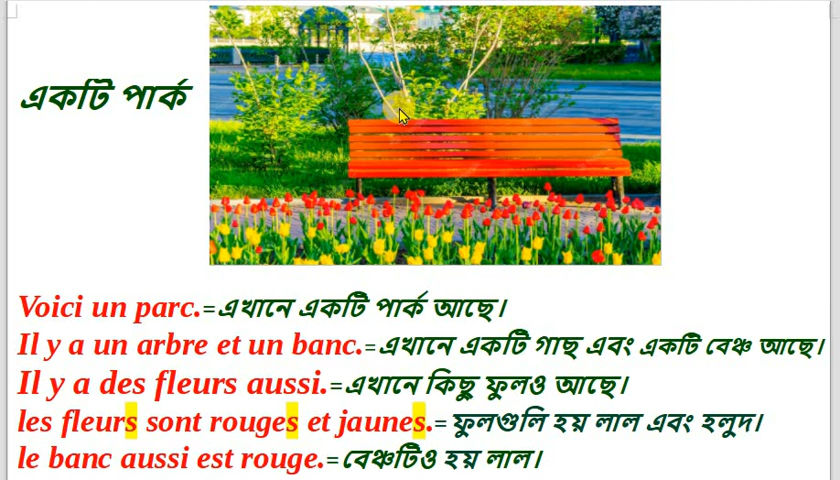 একটি পার্ক
Voici un parc.=এখানে একটি পার্ক আছে।
Il y a un arbre et un banc.=এখানে একটি গাছ এবং একটি বেঞ্চ আছে।
Il y a des fleurs aussi.=এখানে কিছু ফুলও আছে।
les fleurs sont rouges et jaunes.= ফুলগুলি হয় লাল এবং হলুদ।
le banc aussi est rouge.=বেঞ্চটিও হয় লাল।